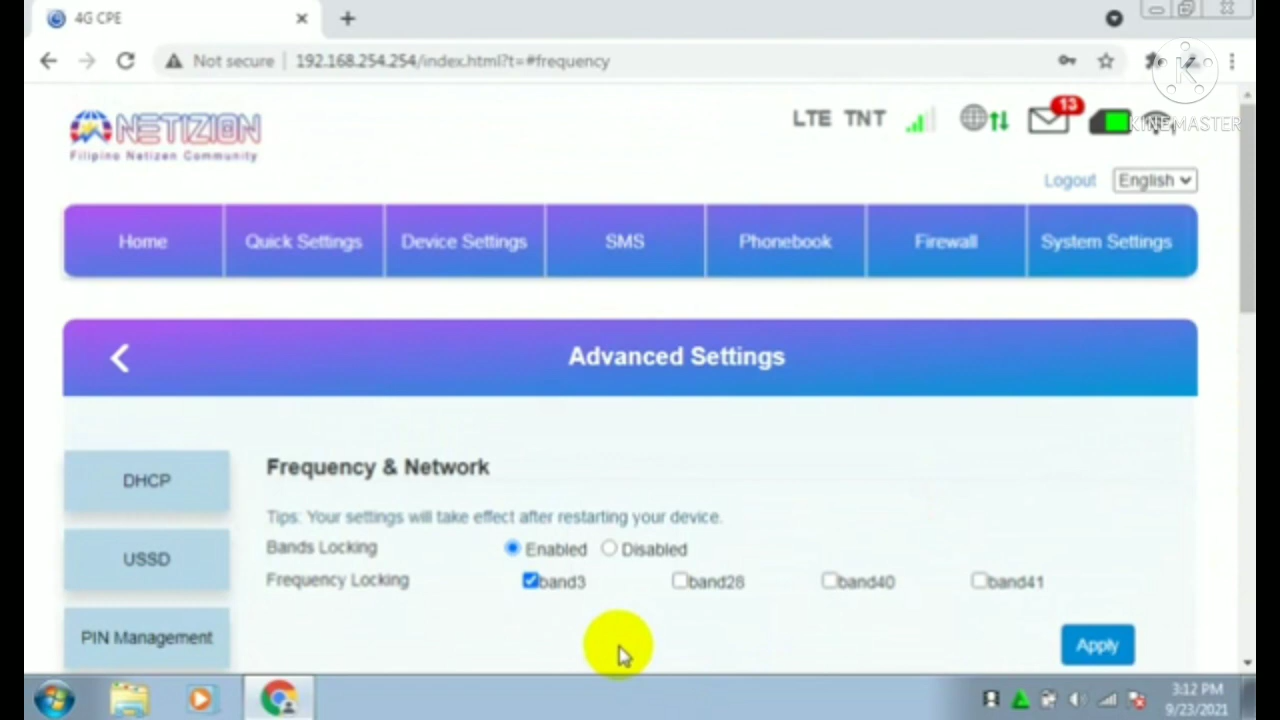 4G CPE
Not secure 192.168.254.254/index.html?t=#frequency
KINEMASTER
NETIZION
Filipino Netizen Community
LTE TNT 13
Logout English
Home Quick Settings Device Settings SMS Phonebook Firewall System Settings
Advanced Settings
DHCP
USSD
PIN Management
Frequency & Network
Tips: Your settings will take effect after restarting your device.
Bands Locking Enabled Disabled
Frequency Locking band3 band28 band40 band41
Apply
3:12 PM
9/23/2021